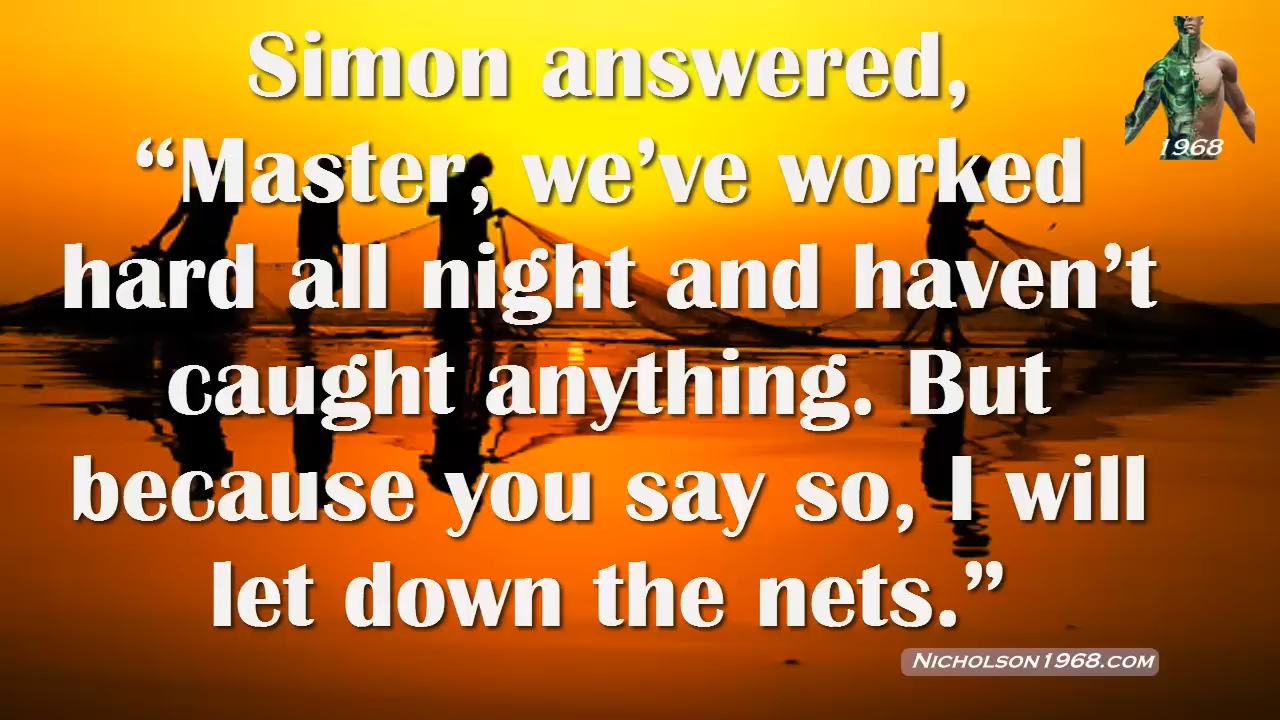 Simon answered,
“Master, we’ve worked
hard all night and haven’t
caught anything. But
because you say so, I will
let down the nets.”
1968
Nicholson1968.com